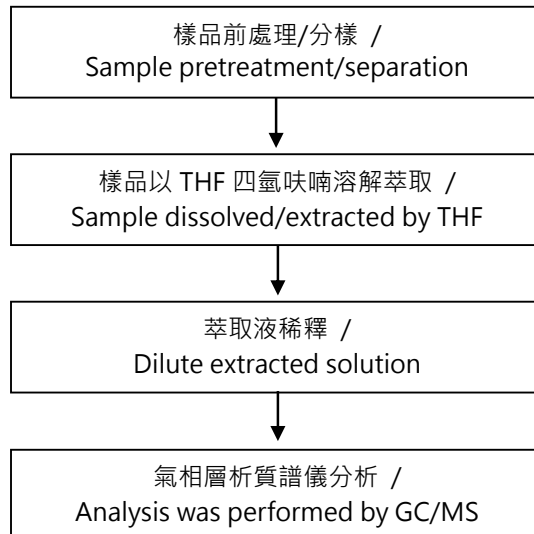 樣品前處理/分樣 /
Sample pretreatment/separation
樣品以 THF 四氫呋喃溶解萃取 /
Sample dissolved/extracted by THF
萃取液稀釋 /
Dilute extracted solution
氣相層析質譜儀分析 /
Analysis was performed by GC/MS